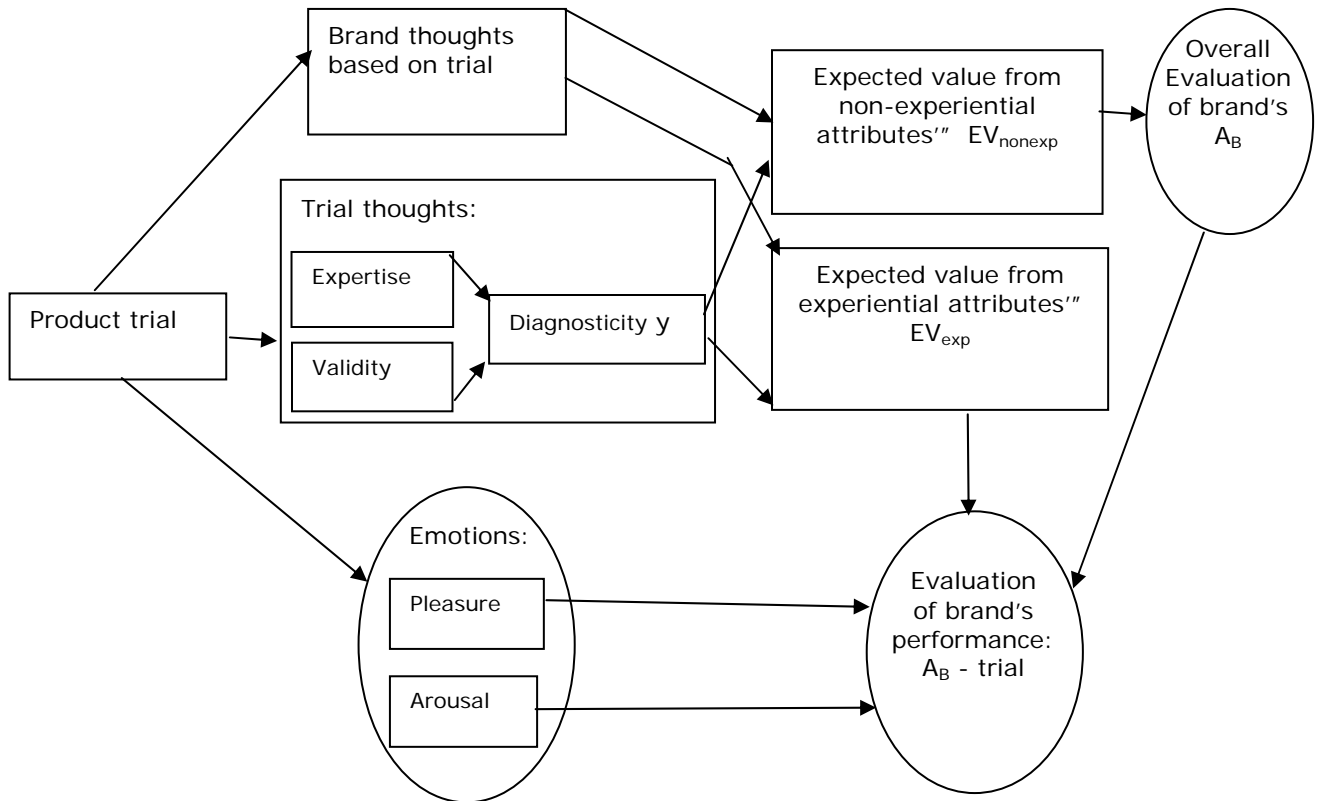 Brand thoughts
based on trial
Expected value from
non-experiential
attributes'" EVnonexp
Overall
Evaluation
of brand's
AB
Trial thoughts:
Expertise
Validity
Diagnosticity y
Product trial
Expected value from
experiential attributes'"
EVexp
Emotions:
Pleasure
Arousal
Evaluation
of brand's
performance:
AB - trial